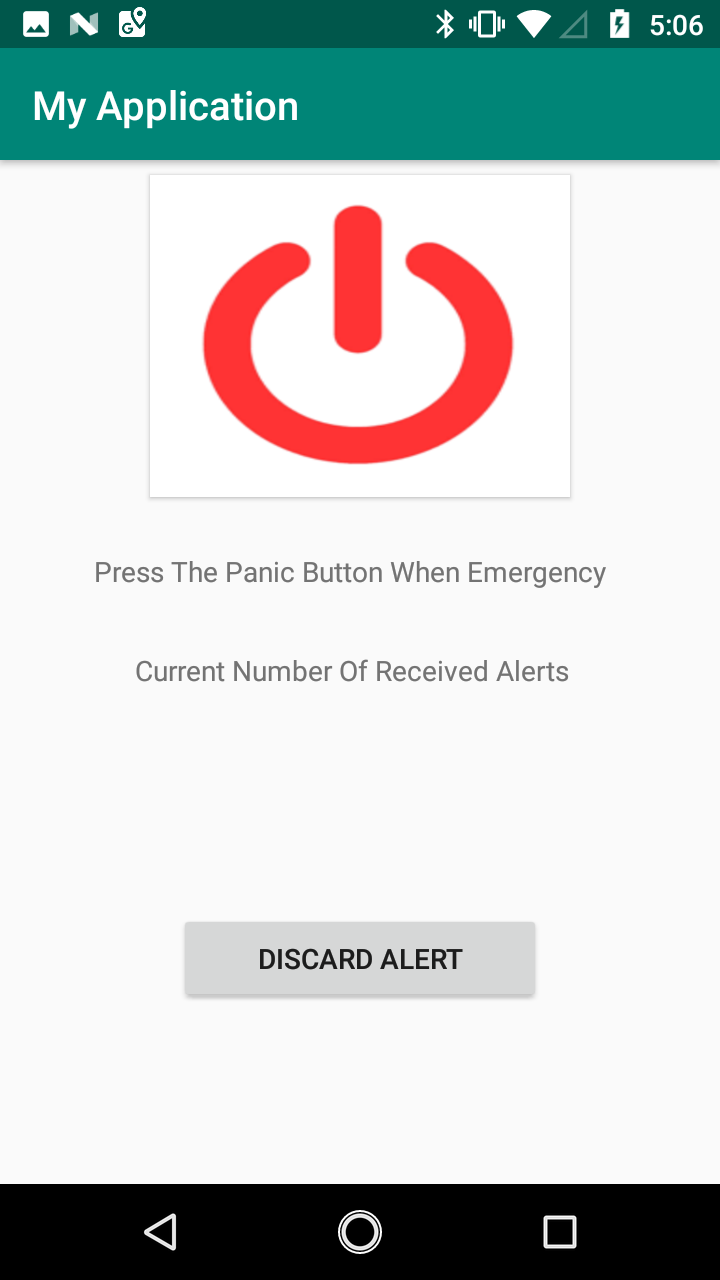 5:06
My Application
Press The Panic Button When Emergency
Current Number Of Received Alerts
DISCARD ALERT